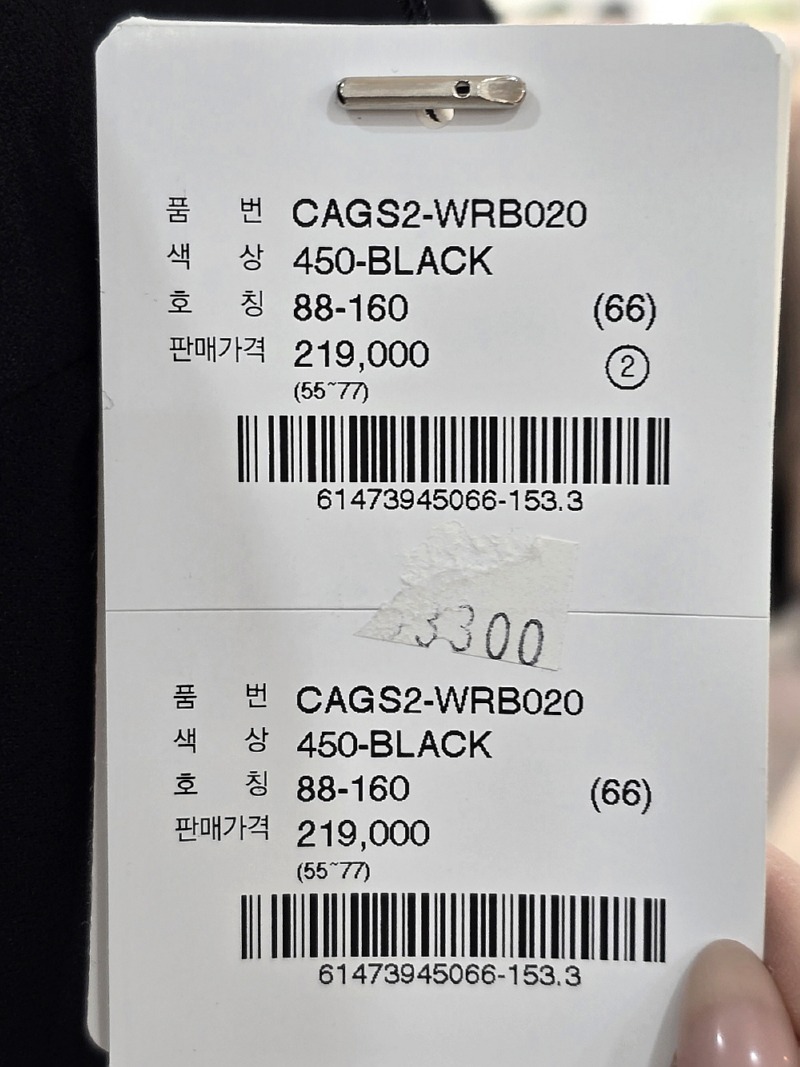 품 번 CAGS2-WRB020
색 상 450-BLACK
호 칭 88-160 (66)
판매가격 219,000 ②
(55~77)
61473945066-153.3
3300
품 번 CAGS2-WRB020
색 상 450-BLACK
호 칭 88-160 (66)
판매가격 219,000
(55~77)
61473945066-153.3